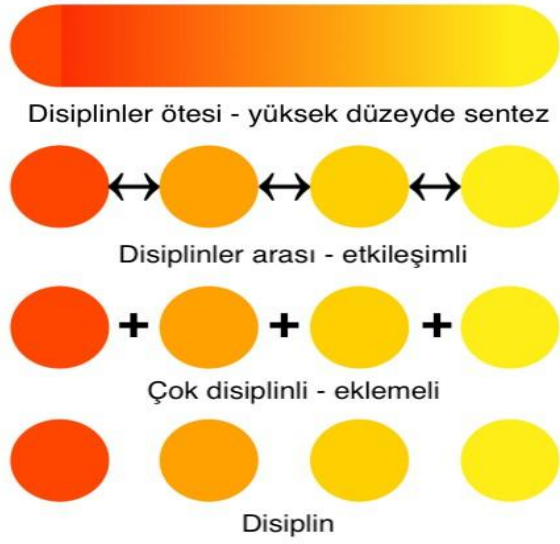 Disiplinler ötesi - yüksek düzeyde sentez
Disiplinler arası - etkileşimli
+ + +
Çok disiplinli - eklemeli
Disiplin